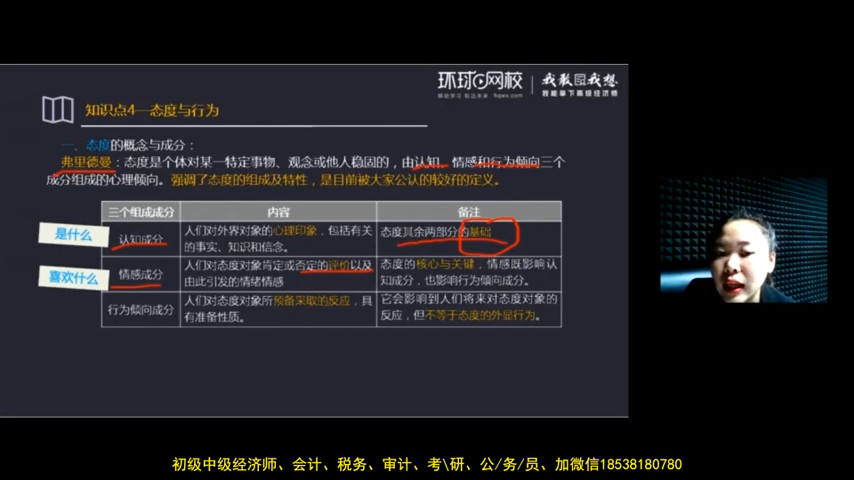 环球网校
我敢我想
我能拿下高级经济师
hqwx.com
知识点4—态度与行为
一、态度的概念与成分：
弗里德曼：态度是个体对某一特定事物、观念或他人稳固的，由认知、情感和行为倾向三个
成分组成的心理倾向。强调了态度的组成及特性，是目前被大家公认的较好的定义。
三个组成成分 内容 备注
是什么
认知成分 人们对外界对象的心理印象，包括有关的事实、知识和信念。 态度其余两部分的基础
喜欢什么
情感成分 人们对态度对象肯定或否定的评价以及由此引发的情绪情感 态度的核心与关键，情感既影响认知成分，也影响行为倾向成分。
行为倾向成分 人们对态度对象所预备采取的反应，具有准备性质。 它会影响到人们将来对态度对象的反应，但不等于态度的外显行为。
初级中级经济师、会计、税务、审计、考\研、公/务/员、加微信18538180780